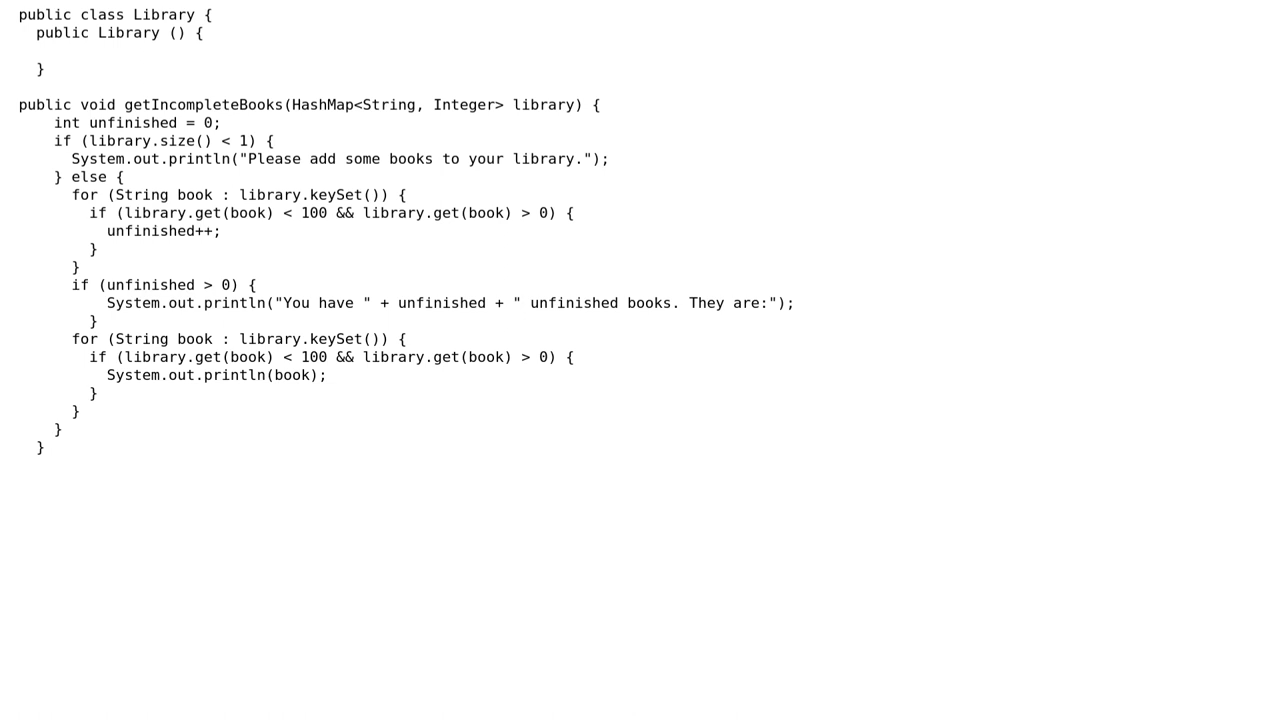 public class Library {
  public Library () {

  }

public void getIncompleteBooks(HashMap<String, Integer> library) {
    int unfinished = 0;
    if (library.size() < 1) {
      System.out.println("Please add some books to your library.");
    } else {
      for (String book : library.keySet()) {
        if (library.get(book) < 100 && library.get(book) > 0) {
          unfinished++;
        }
      }
      if (unfinished > 0) {
          System.out.println("You have " + unfinished + " unfinished books. They are:");
        }
      for (String book : library.keySet()) {
        if (library.get(book) < 100 && library.get(book) > 0) {
          System.out.println(book);
        }
      }
    }
  }